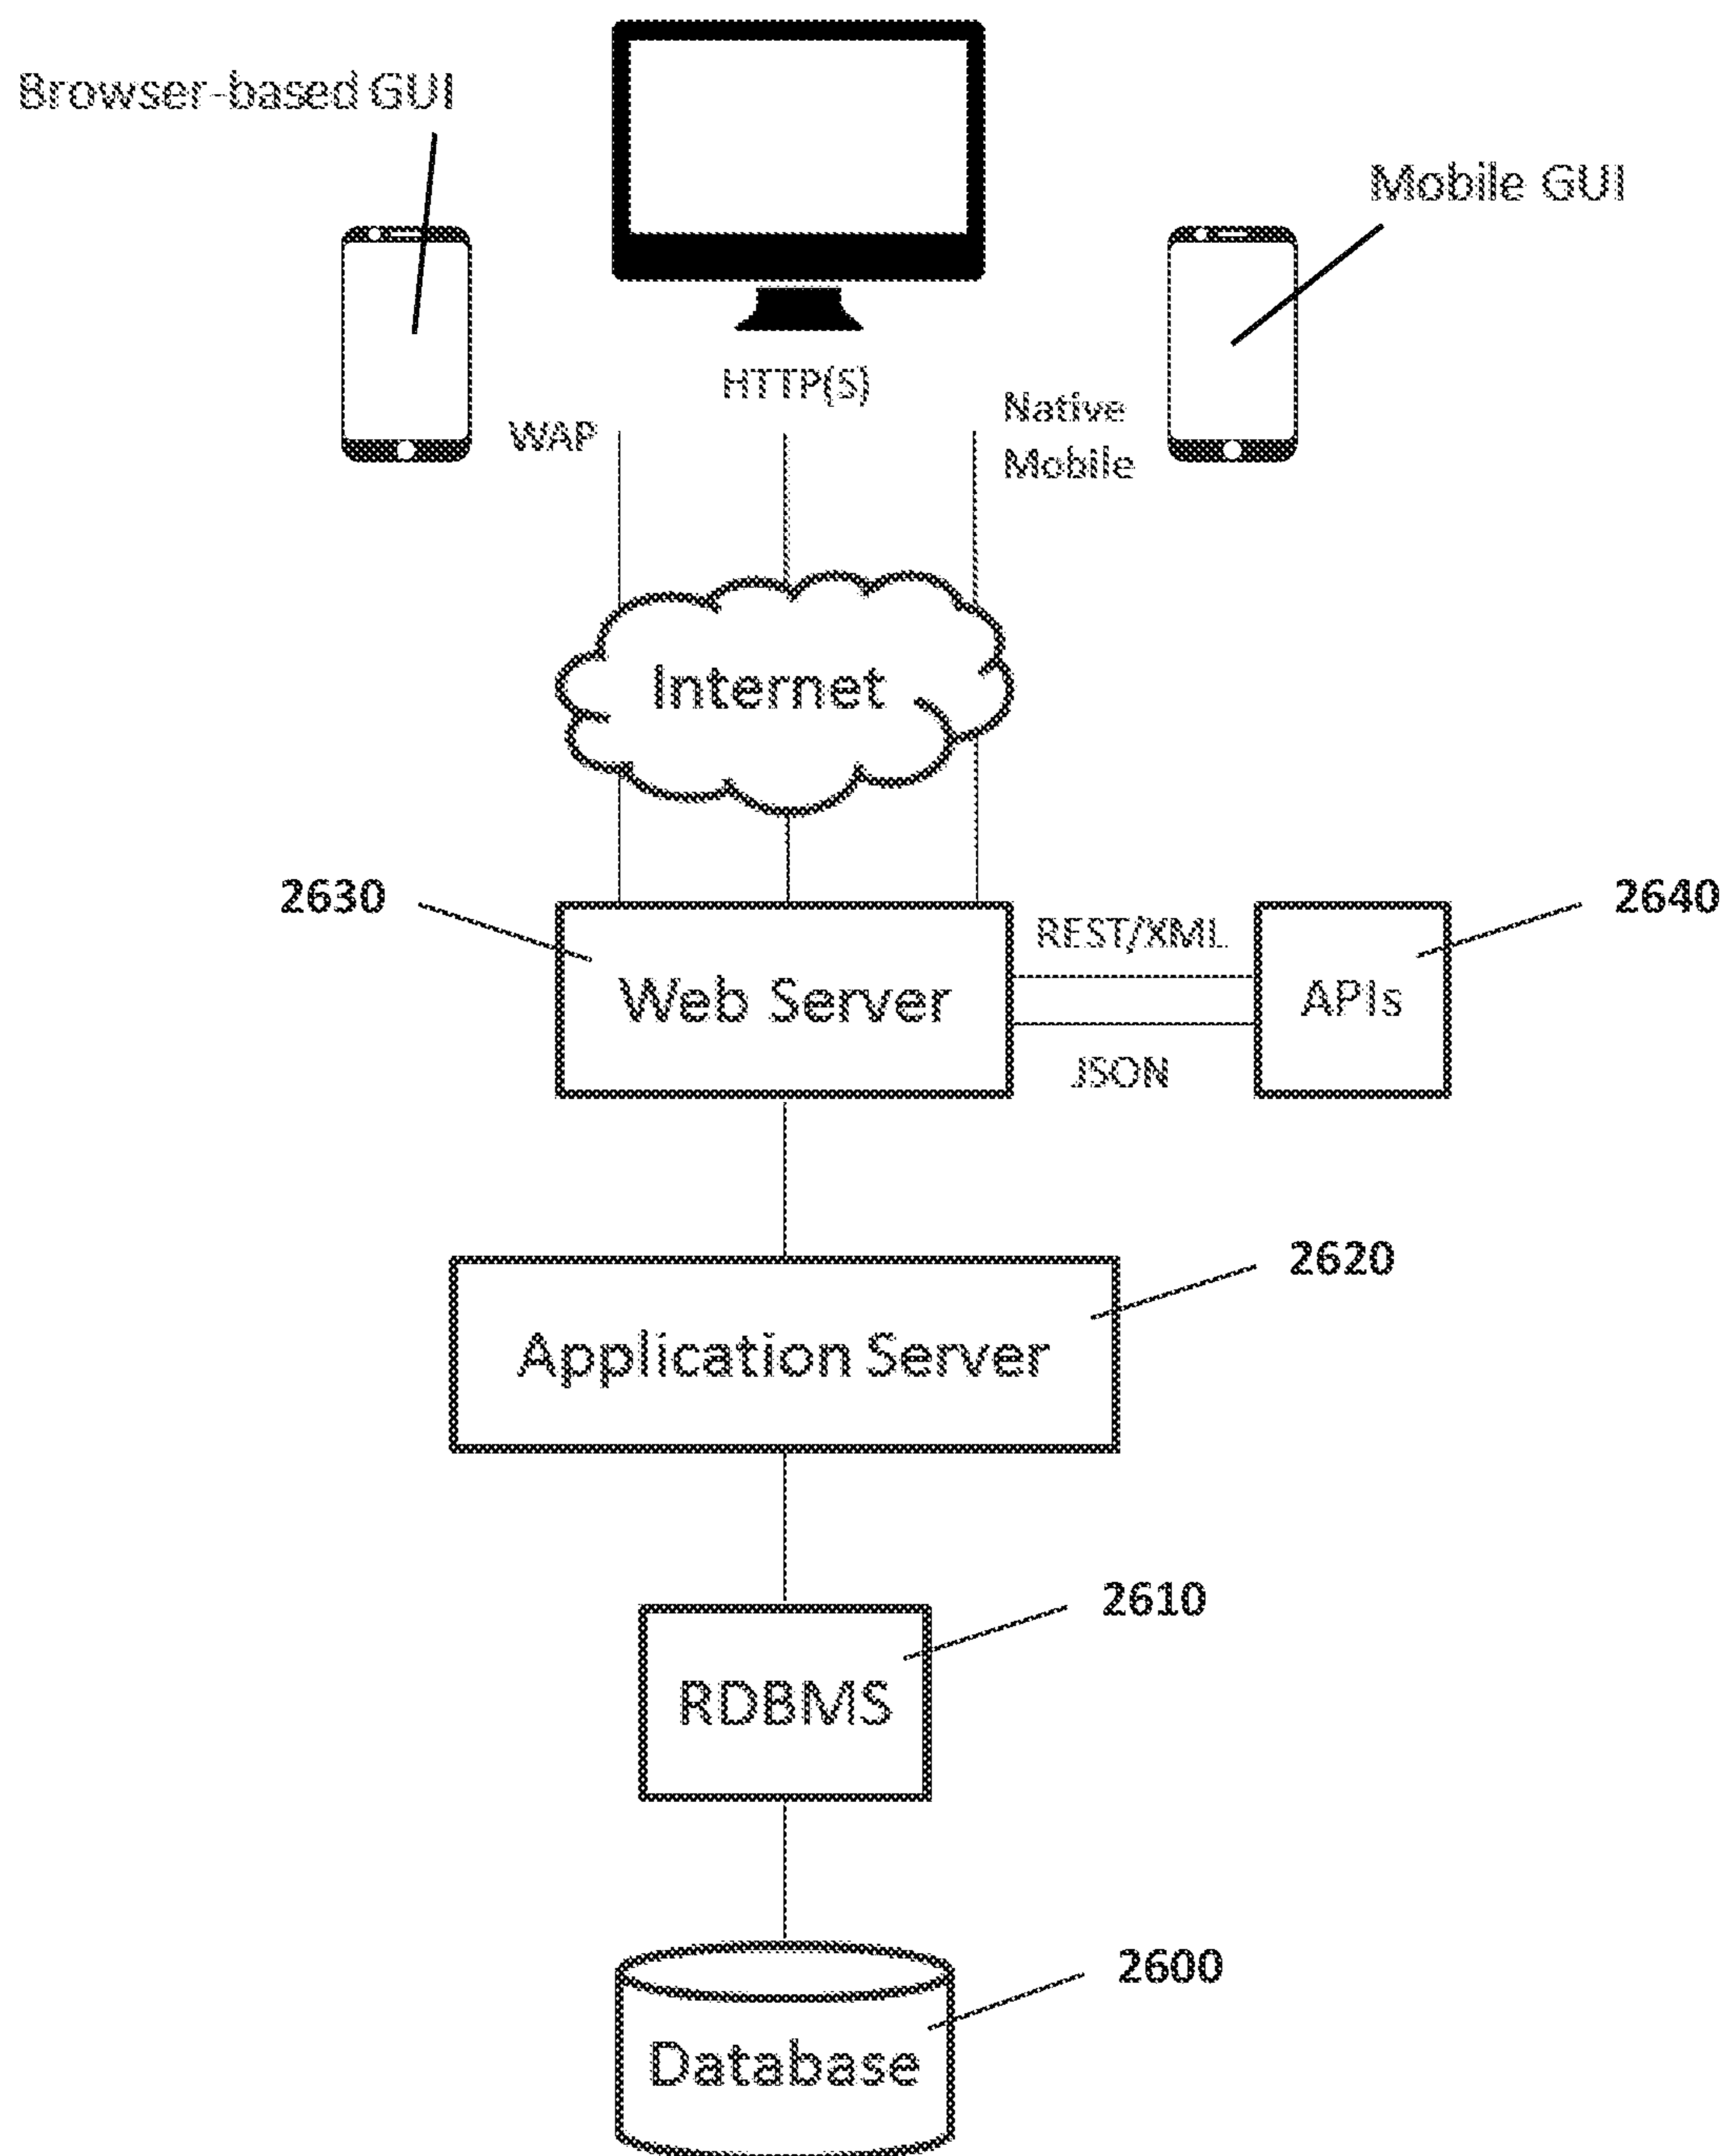 Browser-based GUI
Mobile GUI
HTTP(S)
WAP
Native
Mobile
Internet
2630
2640
REST/XML
Web Server
APIs
JSON
2620
Application Server
2610
RDBMS
2600
Database